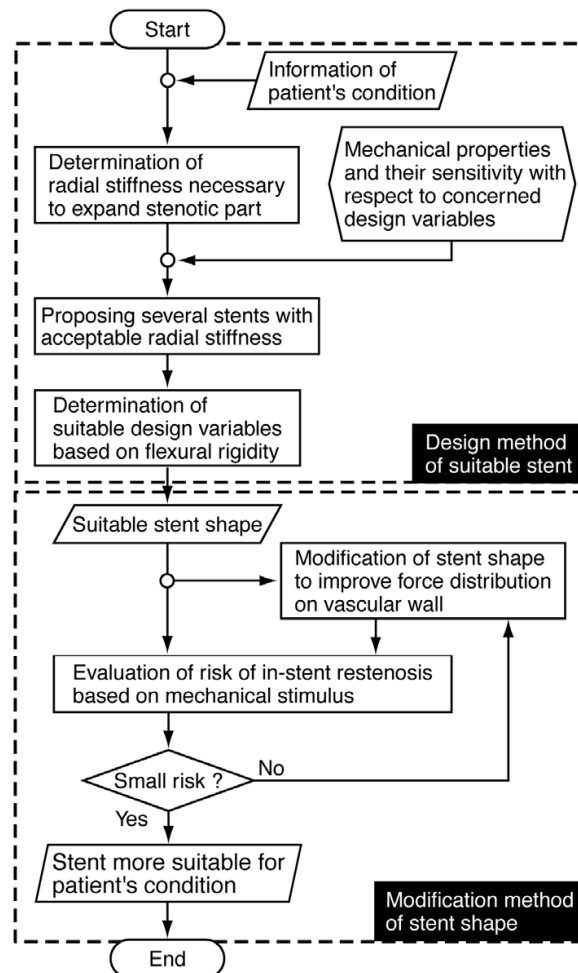 Start
Information of
patient's condition
Determination of
radial stiffness necessary
to expand stenotic part
Mechanical properties
and their sensitivity with
respect to concerned
design variables
Proposing several stents with
acceptable radial stiffness
Determination of
suitable design variables
based on flexural rigidity
Design method
of suitable stent
Suitable stent shape
Modification of stent shape
to improve force distribution
on vascular wall
Evaluation of risk of in-stent restenosis
based on mechanical stimulus
Small risk ?
No
Yes
Stent more suitable for
patient's condition
Modification method
of stent shape
End